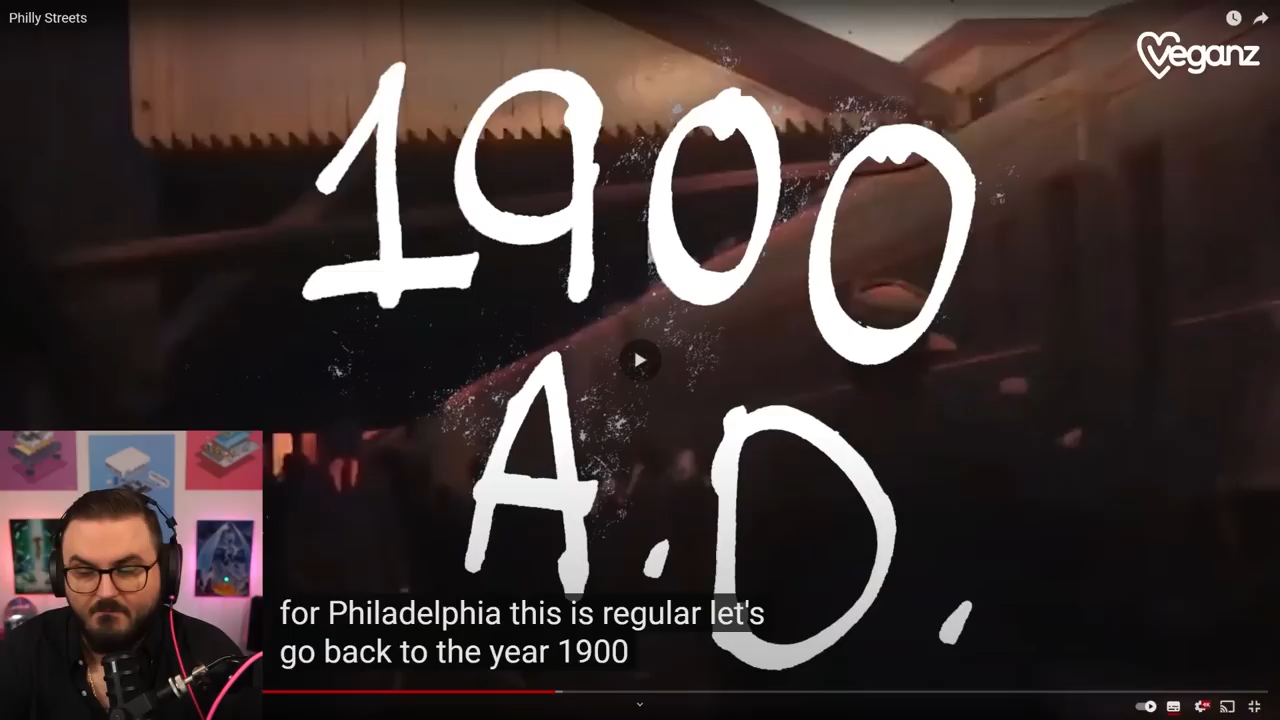 Philly Streets
Veganz
1900
A.D.
for Philadelphia this is regular let's
go back to the year 1900